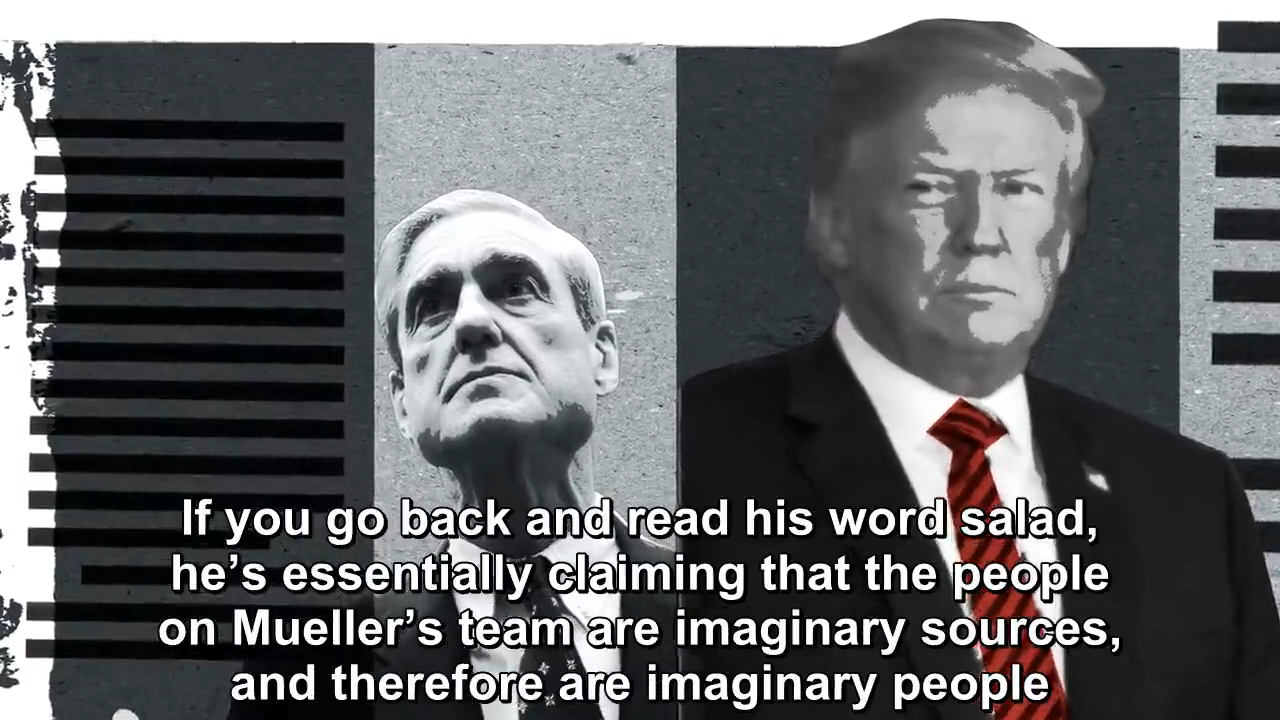 If you go back and read his word salad,
he’s essentially claiming that the people
on Mueller’s team are imaginary sources,
and therefore are imaginary people